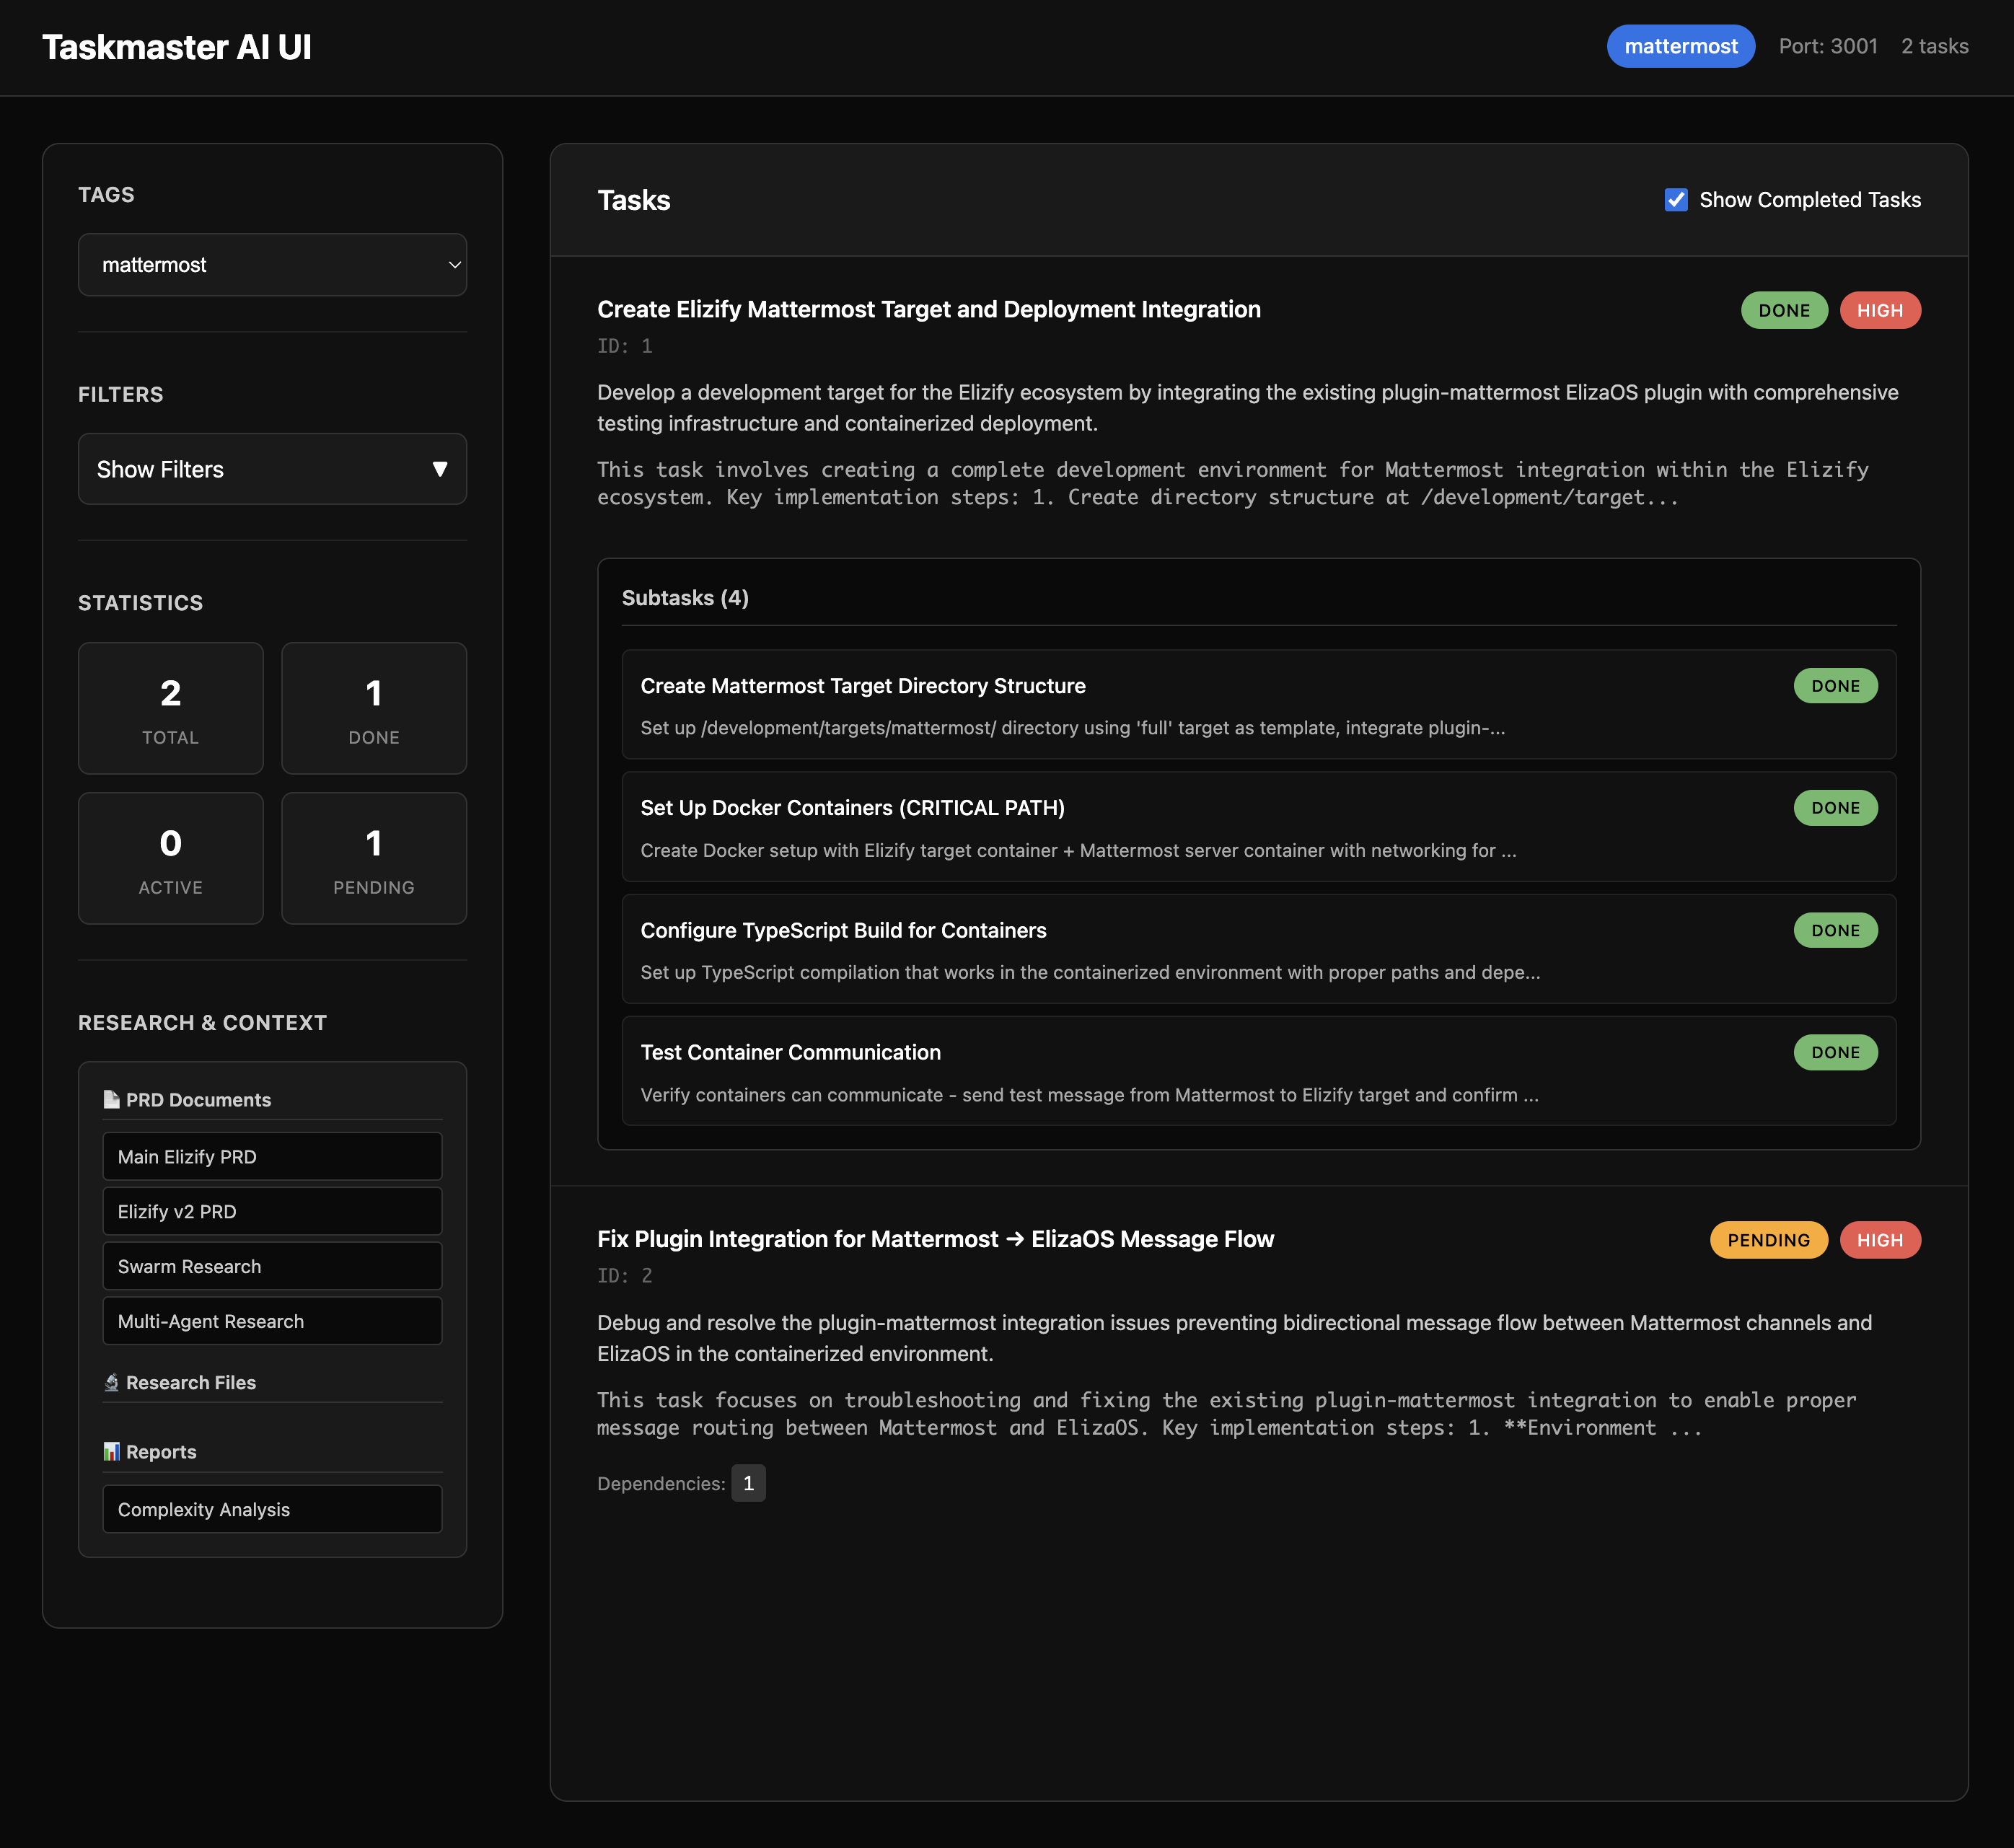 Taskmaster AI UI
mattermost
Port: 3001
2 tasks
TAGS
mattermost
FILTERS
Show Filters
STATISTICS
2
TOTAL
1
DONE
0
ACTIVE
1
PENDING
RESEARCH & CONTEXT
PRD Documents
Main Elizify PRD
Elizify v2 PRD
Swarm Research
Multi-Agent Research
Research Files
Reports
Complexity Analysis
Tasks
Show Completed Tasks
Create Elizify Mattermost Target and Deployment Integration
DONE
HIGH
ID: 1
Develop a development target for the Elizify ecosystem by integrating the existing plugin-mattermost ElizaOS plugin with comprehensive
testing infrastructure and containerized deployment.
This task involves creating a complete development environment for Mattermost integration within the Elizify
ecosystem. Key implementation steps: 1. Create directory structure at /development/target...
Subtasks (4)
Create Mattermost Target Directory Structure
DONE
Set up /development/targets/mattermost/ directory using 'full' target as template, integrate plugin-...
Set Up Docker Containers (CRITICAL PATH)
DONE
Create Docker setup with Elizify target container + Mattermost server container with networking for ...
Configure TypeScript Build for Containers
DONE
Set up TypeScript compilation that works in the containerized environment with proper paths and depe...
Test Container Communication
DONE
Verify containers can communicate - send test message from Mattermost to Elizify target and confirm ...
Fix Plugin Integration for Mattermost → ElizaOS Message Flow
PENDING
HIGH
ID: 2
Debug and resolve the plugin-mattermost integration issues preventing bidirectional message flow between Mattermost channels and
ElizaOS in the containerized environment.
This task focuses on troubleshooting and fixing the existing plugin-mattermost integration to enable proper
message routing between Mattermost and ElizaOS. Key implementation steps: 1. **Environment ...
Dependencies: 1